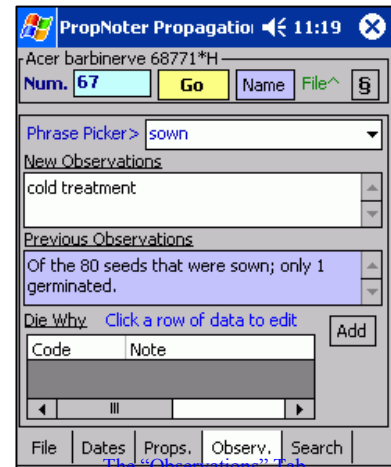 PropNoter Propagation 11:19
Acer barbinerve 68771*H
Num. 67 Go Name File^ §
Phrase Picker> sown
New Observations
cold treatment
Previous Observations
Of the 80 seeds that were sown; only 1
germinated.
Die Why Click a row of data to edit Add
Code Note
File Dates Props. Observ. Search
The "Observations" Tab